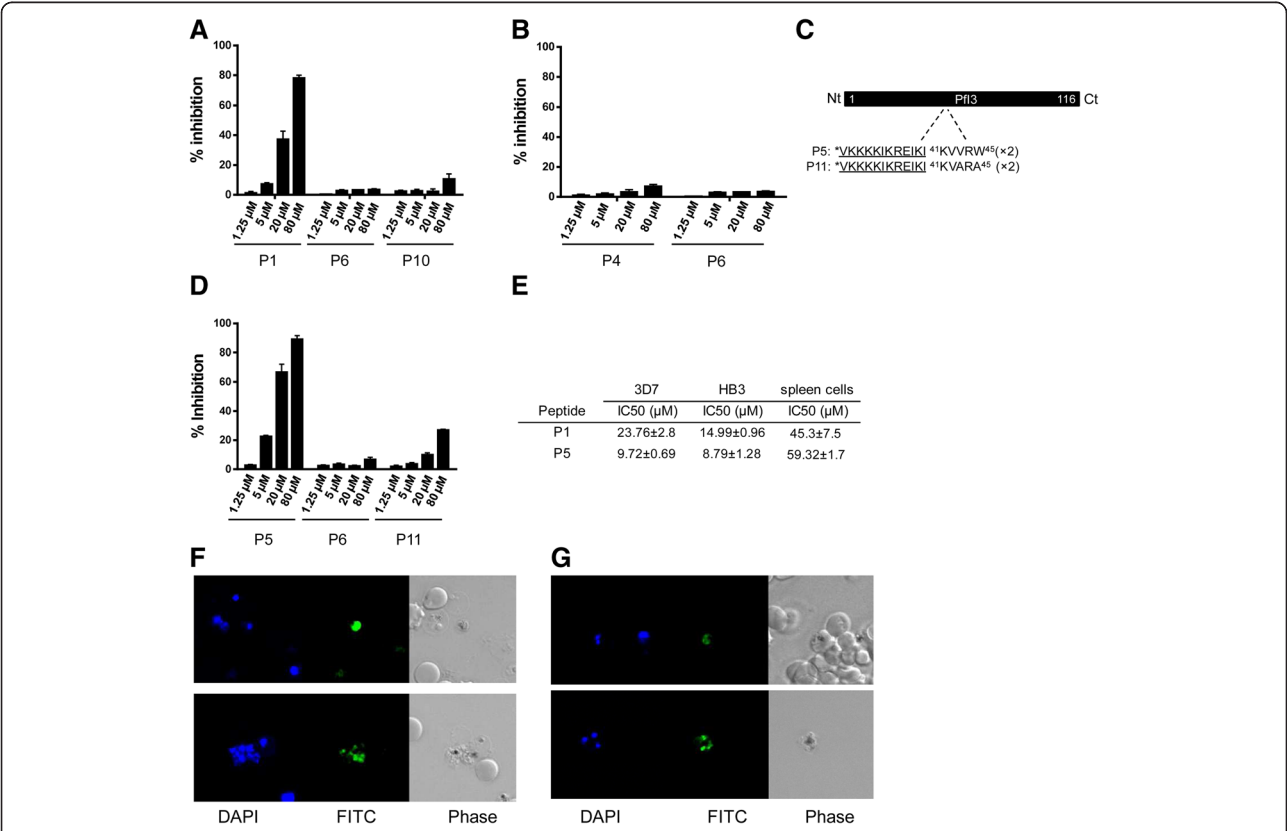 A
% inhibition
100
80
60
40
20
0
1.25 µM
5 µM
20 µM
80 µM
1.25 µM
5 µM
20 µM
80 µM
1.25 µM
5 µM
20 µM
80 µM
P1
P6
P10
B
% inhibition
100
80
60
40
20
0
1.25 µM
5 µM
20 µM
80 µM
1.25 µM
5 µM
20 µM
80 µM
P4
P6
C
Nt 1 PfI3 116 Ct
P5: *VKKKKIKREIKI ⁴¹KVVRW⁴⁵(×2)
P11: *VKKKKIKREIKI ⁴¹KVARA⁴⁵ (×2)
D
% Inhibition
100
80
60
40
20
0
1.25 µM
5 µM
20 µM
80 µM
1.25 µM
5 µM
20 µM
80 µM
1.25 µM
5 µM
20 µM
80 µM
P5
P6
P11
E
3D7 HB3 spleen cells
Peptide IC50 (µM) IC50 (µM) IC50 (µM)
P1 23.76±2.8 14.99±0.96 45.3±7.5
P5 9.72±0.69 8.79±1.28 59.32±1.7
F
DAPI FITC Phase
G
DAPI FITC Phase